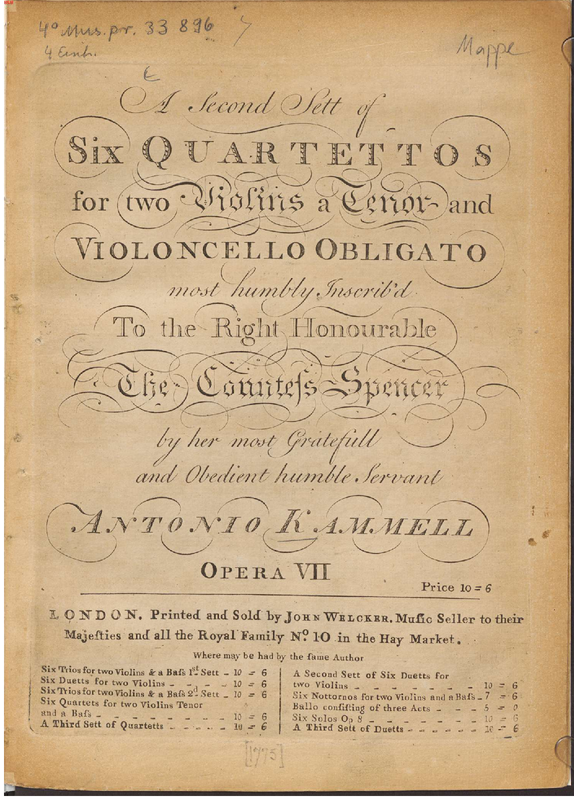 4° Mus. pr. 33 896
4 Einh.
Mappe
A Second Sett of
Six QUARTETTOS
for two Violins a Tenor and
VIOLONCELLO OBLIGATO
most humbly Inscrib'd
To the Right Honourable
The Counteſs Spencer
by her most Gratefull
and Obedient humble Servant
ANTONIO KAMMELL
OPERA VII
Price 10=6
LONDON. Printed and Sold by JOHN WELCKER. Muſic Seller to their
Majeſties and all the Royal Family No. 10 in the Hay Market.
Where may be had by the ſame Author
Six Trios for two Violins & a Baſs 1st Sett - 10 = 6
Six Duetts for two Violins - - - - 10 = 6
Six Trios for two Violins & a Baſs 2d Sett - 10 = 6
Six Quartets for two Violins Tenor
and a Baſs - - - - - - - - 10 = 6
A Third Sett of Quartetts - - - - 10 = 6
A Second Sett of Six Duetts for
two Violins - - - - - - - 10 = 6
Six Notturnos for two Violins and a Baſs - 7 = 6
Ballo conſiſting of three Acts - - - 5 = 0
Six Solos Op 8 - - - - - - 10 = 6
A Third Sett of Duetts - - - - - - 10 = 6
[1775]